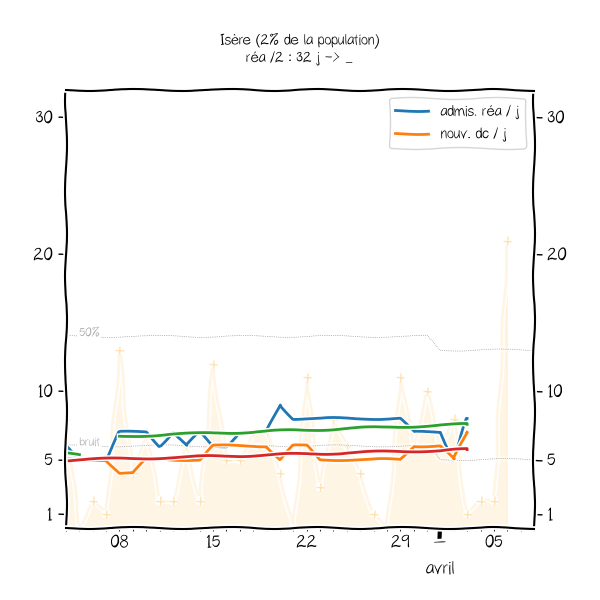 Isère (2% de la population)
réa /2 : 32 j -> _
admis. réa / j
nouv. dc / j
30
30
20
20
50%
10
10
bruit
5
5
1
1
08
15
22
29
05
avril